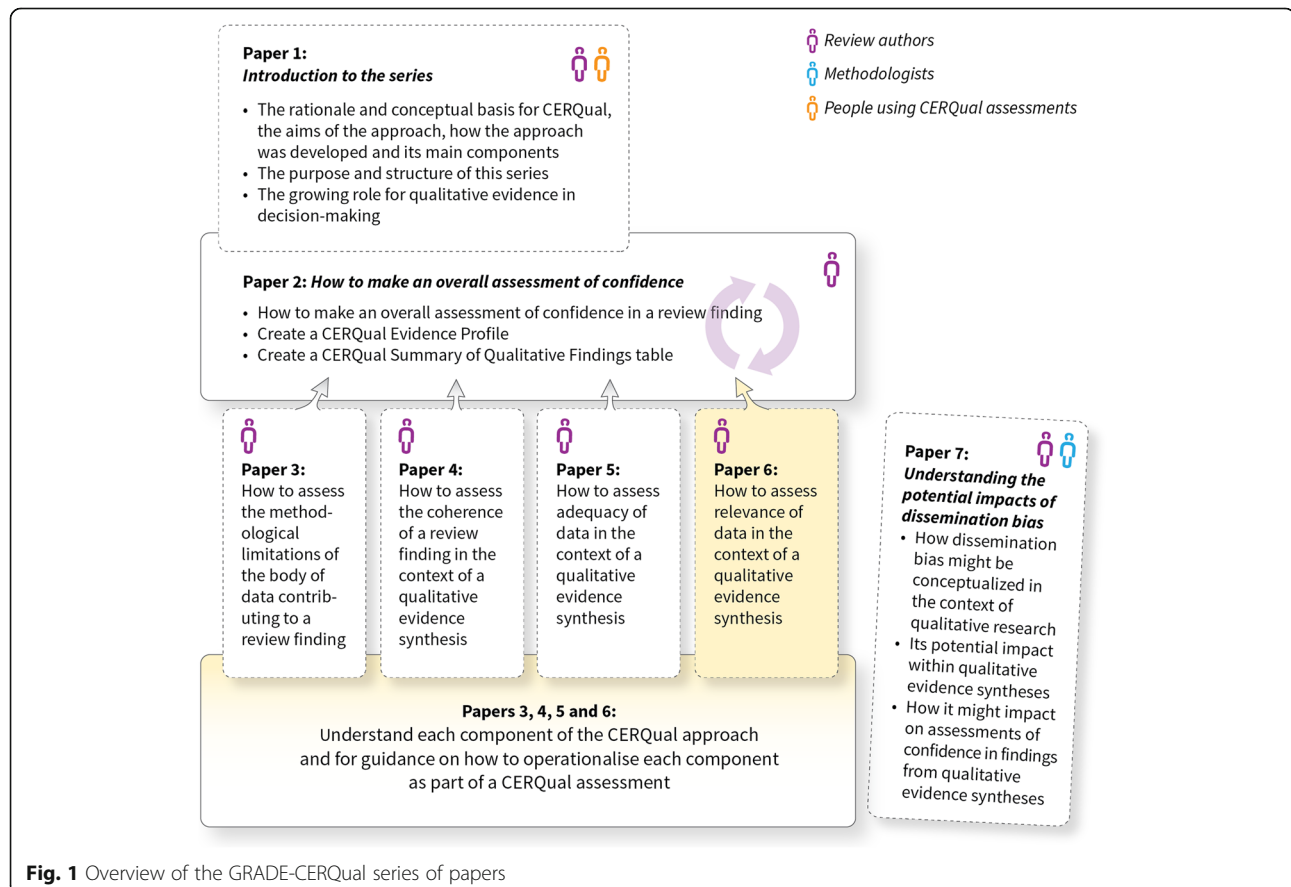 Paper 1:
Introduction to the series
• The rationale and conceptual basis for CERQual,
the aims of the approach, how the approach
was developed and its main components
• The purpose and structure of this series
• The growing role for qualitative evidence in
decision-making
Review authors
Methodologists
People using CERQual assessments
Paper 2: How to make an overall assessment of confidence
• How to make an overall assessment of confidence in a review finding
• Create a CERQual Evidence Profile
• Create a CERQual Summary of Qualitative Findings table
Paper 3:
How to assess
the method-
ological
limitations of
the body of
data contrib-
uting to a
review finding
Paper 4:
How to assess
the coherence
of a review
finding in the
context of a
qualitative
evidence
synthesis
Paper 5:
How to assess
adequacy of
data in the
context of a
qualitative
evidence
synthesis
Paper 6:
How to assess
relevance of
data in the
context of a
qualitative
evidence
synthesis
Paper 7:
Understanding the
potential impacts of
dissemination bias
• How dissemination
bias might be
conceptualized in
the context of
qualitative research
• Its potential impact
within qualitative
evidence syntheses
• How it might impact
on assessments of
confidence in findings
from qualitative
evidence syntheses
Papers 3, 4, 5 and 6:
Understand each component of the CERQual approach
and for guidance on how to operationalise each component
as part of a CERQual assessment
Fig. 1 Overview of the GRADE-CERQual series of papers